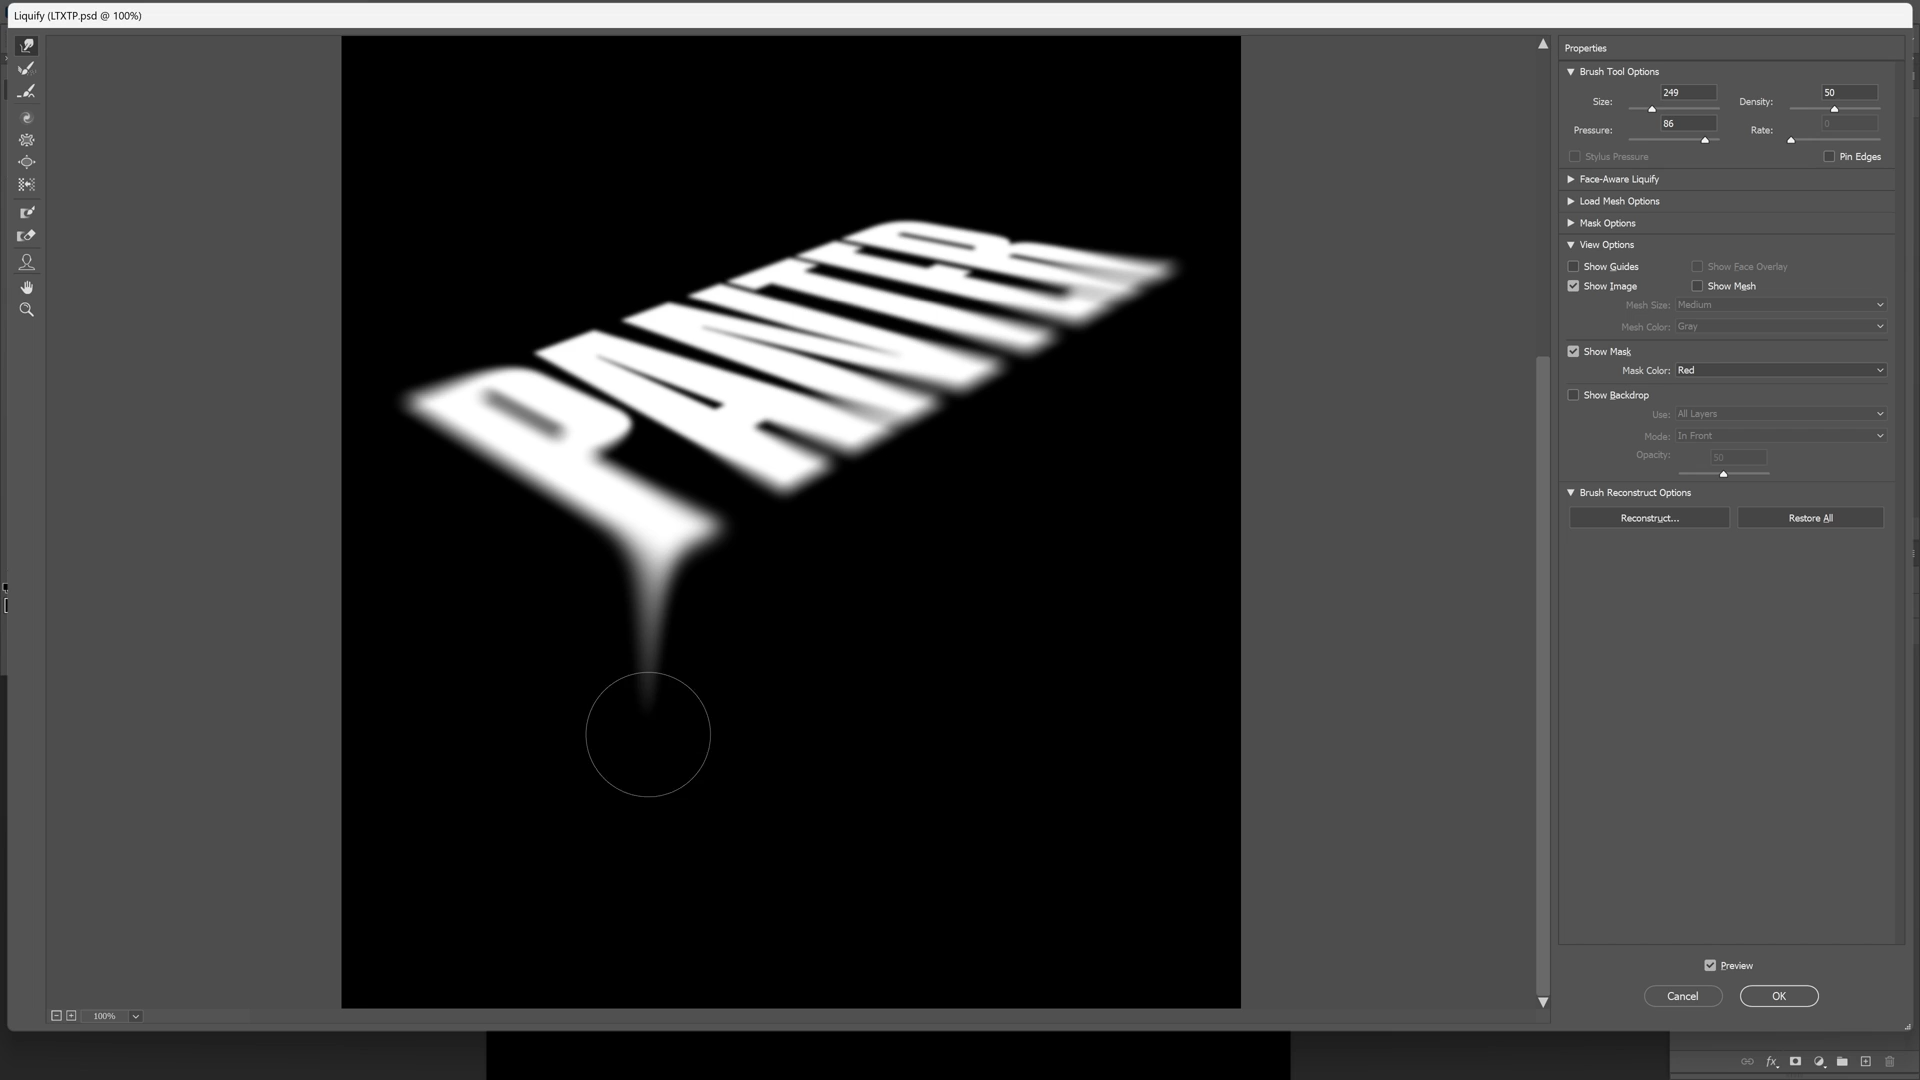 Liquify (LTXTP.psd @ 100%)
Properties
Brush Tool Options
Size: 249 Density: 50
Pressure: 86 Rate: 0
Stylus Pressure Pin Edges
Face-Aware Liquify
Load Mesh Options
Mask Options
View Options
Show Guides Show Face Overlay
Show Image Show Mesh
Mesh Size: Medium
Mesh Color: Gray
Show Mask
Mask Color: Red
Show Backdrop
Use: All Layers
Mode: In Front
Opacity: 50
Brush Reconstruct Options
Reconstruct... Restore All
PANTER
Preview
Cancel OK
100%
fx